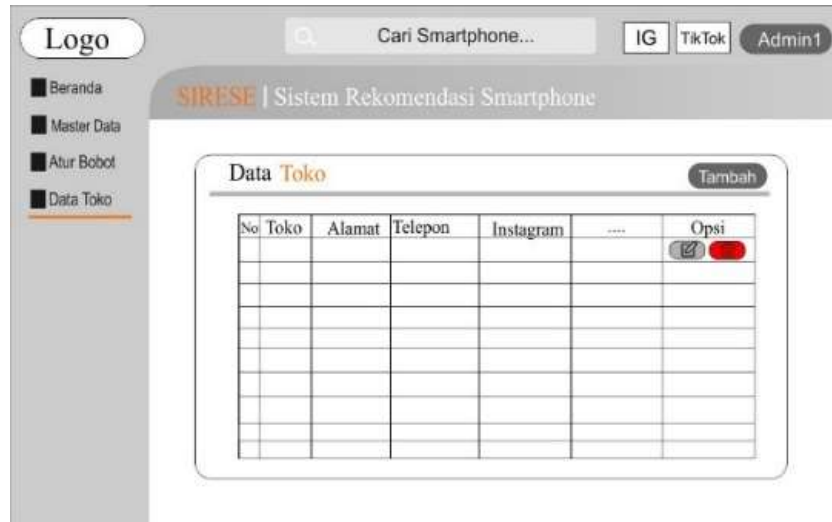 Logo
Cari Smartphone...
IG
TikTok
Admin1
Beranda
Master Data
Atur Bobot
Data Toko
SIRESE | Sistem Rekomendasi Smartphone
Data Toko
Tambah
No Toko Alamat Telepon Instagram .... Opsi